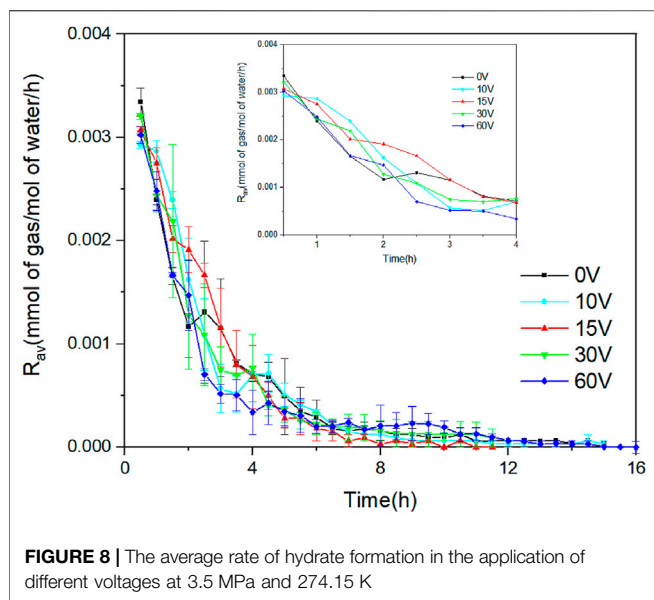 0.004
0.003
0.002
0.001
0.000
R_av(mmol of gas/mol of water/h)
0 4 8 12 16
Time(h)
0.004
0.003
0.002
0.001
0.000
R_av(mmol of gas/mol of water/h)
1 2 3 4
Time(h)
0V
10V
15V
30V
60V
0V
10V
15V
30V
60V
FIGURE 8 | The average rate of hydrate formation in the application of
different voltages at 3.5 MPa and 274.15 K